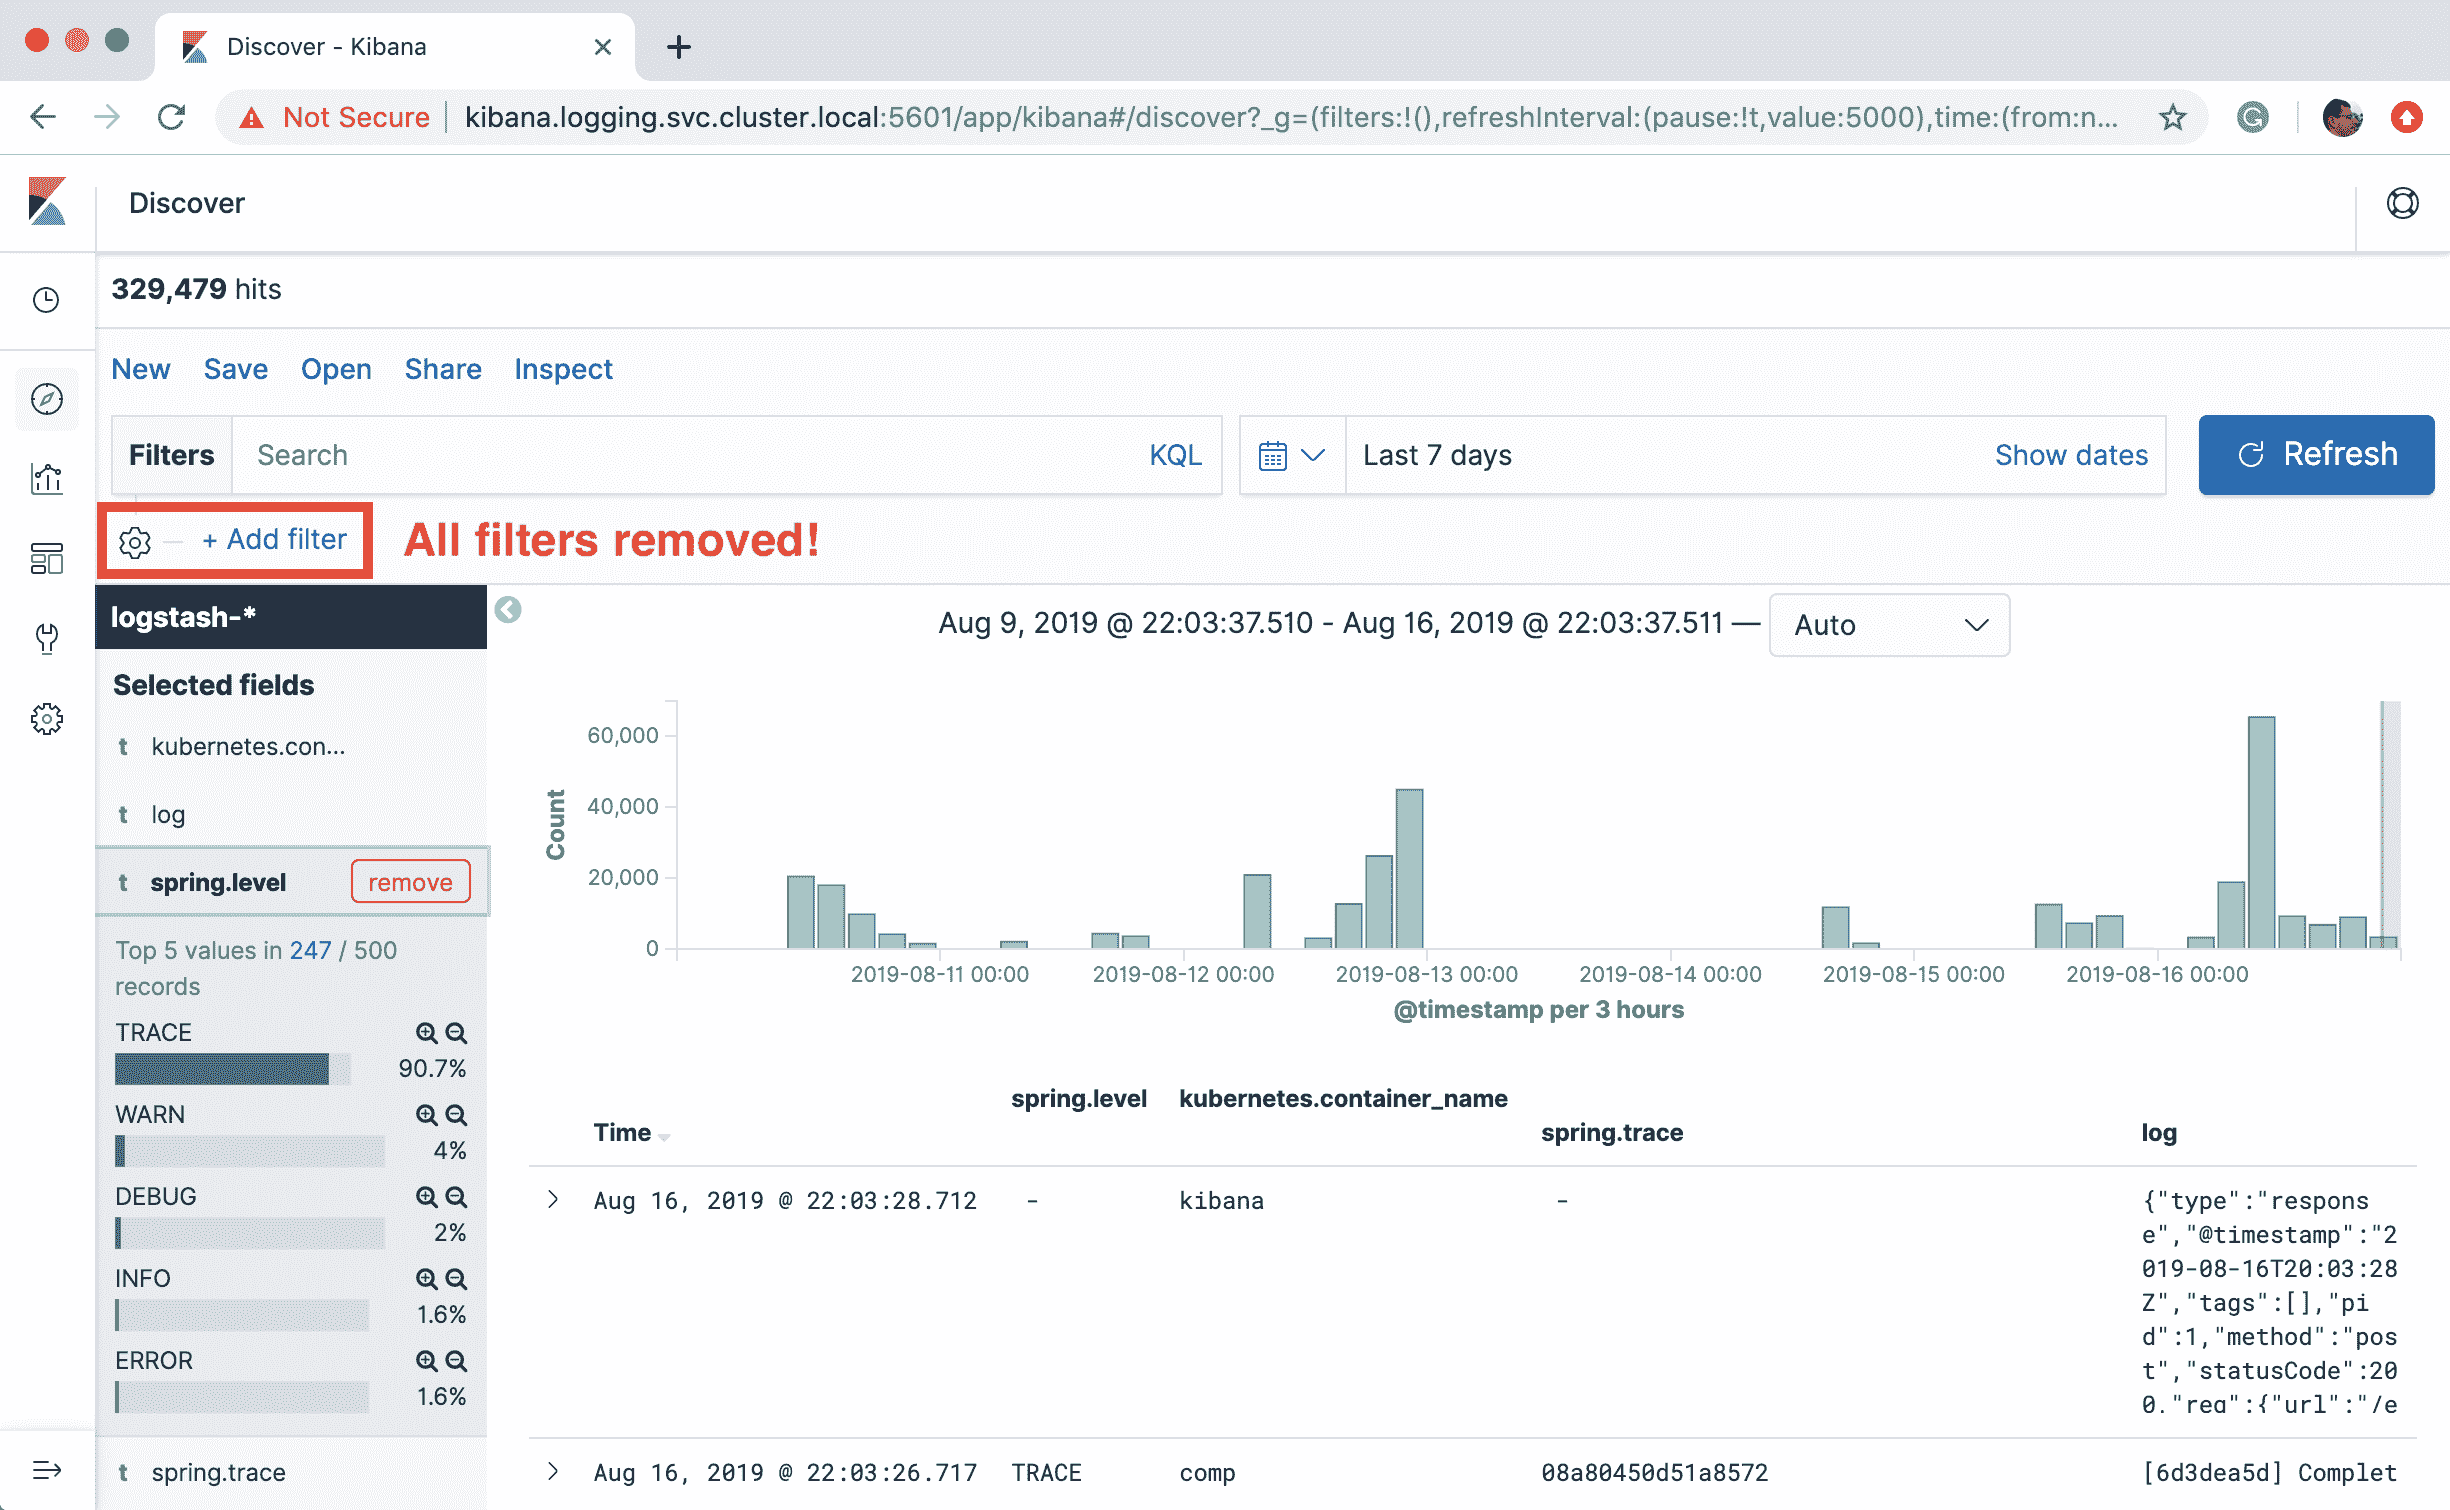 Discover - Kibana
Not Secure
kibana.logging.svc.cluster.local:5601/app/kibana#/discover?_g=(filters:!(),refreshInterval:(pause:!t,value:5000),time:(from:n...
Discover
329,479 hits
New Save Open Share Inspect
Filters Search KQL Last 7 days Show dates Refresh
+ Add filter All filters removed!
logstash-*
Selected fields
t kubernetes.con...
t log
t spring.level remove
Top 5 values in 247 / 500
records
TRACE
90.7%
WARN
4%
DEBUG
2%
INFO
1.6%
ERROR
1.6%
t spring.trace
Aug 9, 2019 @ 22:03:37.510 - Aug 16, 2019 @ 22:03:37.511 — Auto
Count
60,000
40,000
20,000
0
2019-08-11 00:00 2019-08-12 00:00 2019-08-13 00:00 2019-08-14 00:00 2019-08-15 00:00 2019-08-16 00:00
@timestamp per 3 hours
Time spring.level kubernetes.container_name spring.trace log
Aug 16, 2019 @ 22:03:28.712 - kibana - {"type":"respons
e","@timestamp":"2
019-08-16T20:03:28
Z","tags":[],"pi
d":1,"method":"pos
t","statusCode":20
0,"req":{"url":"/e
Aug 16, 2019 @ 22:03:26.717 TRACE comp 08a80450d51a8572 [6d3dea5d] Complet